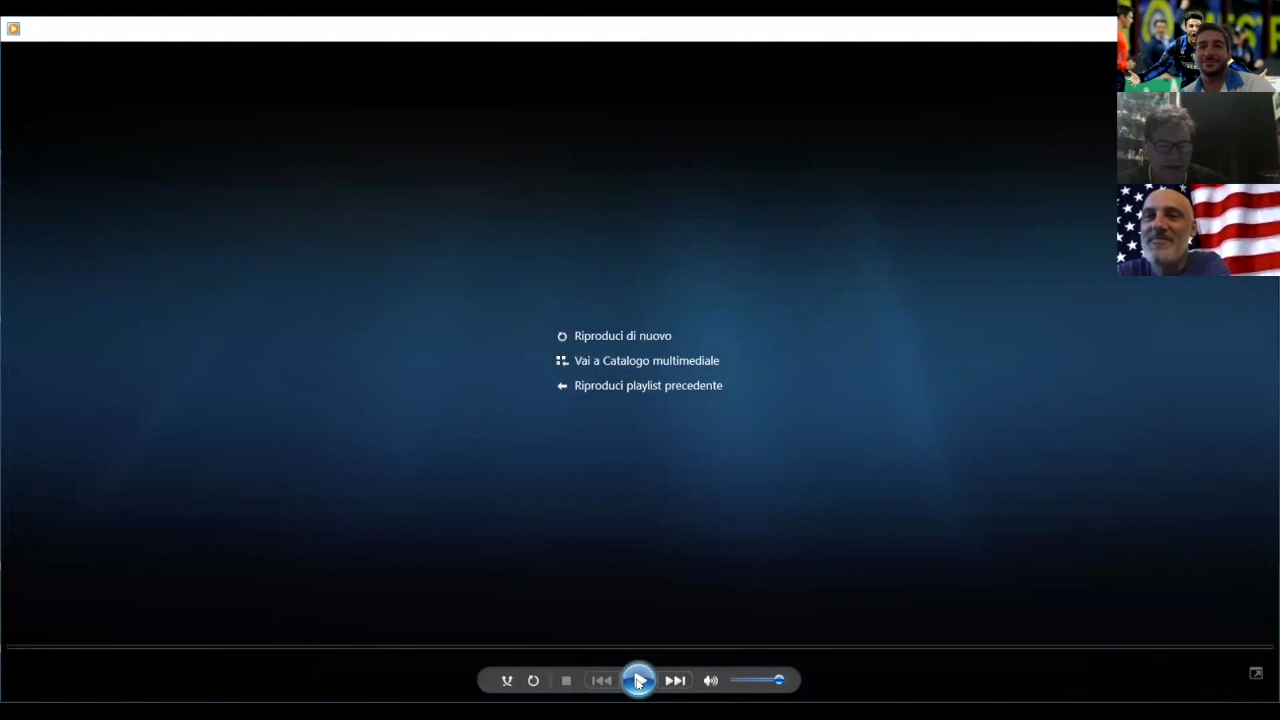 Riproduci di nuovo
Vai a Catalogo multimediale
Riproduci playlist precedente